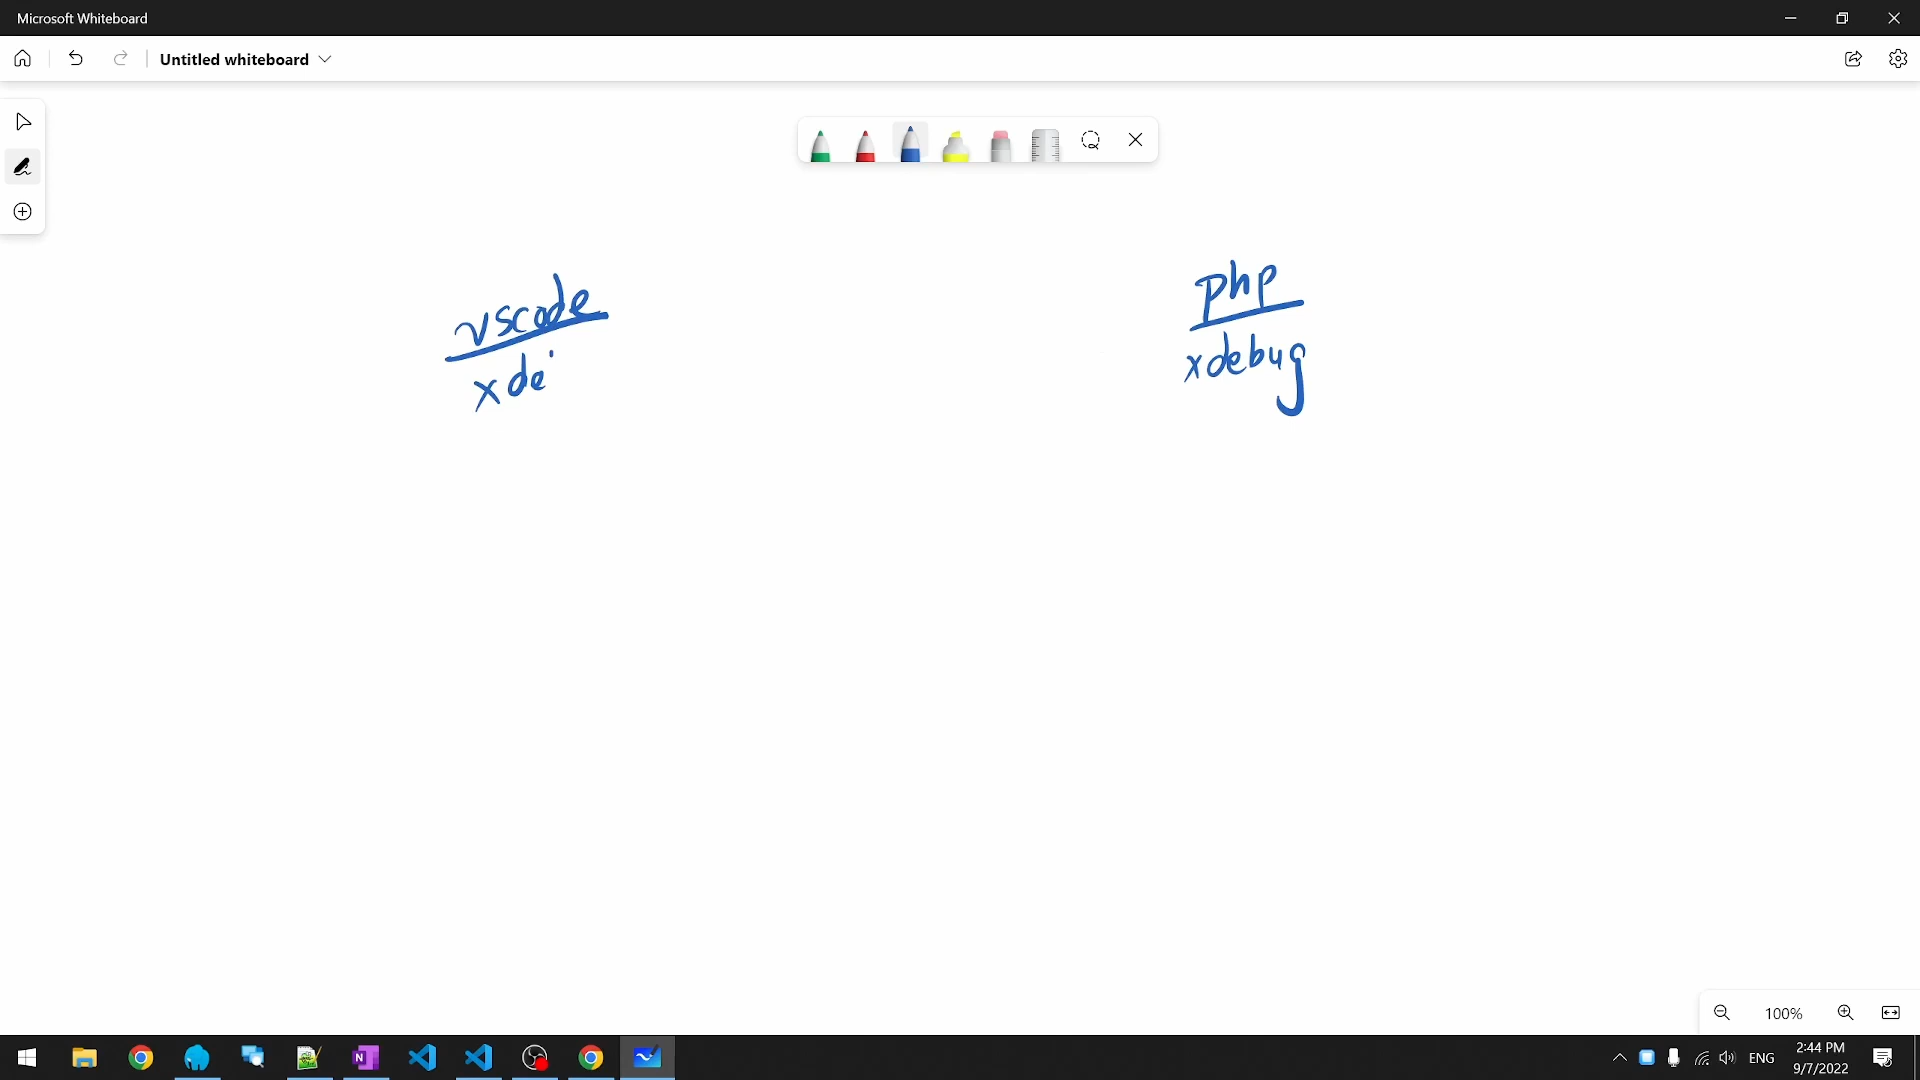 Microsoft Whiteboard
Untitled whiteboard
vscode
xde
php
xdebug
100%
ENG
2:44 PM
9/7/2022